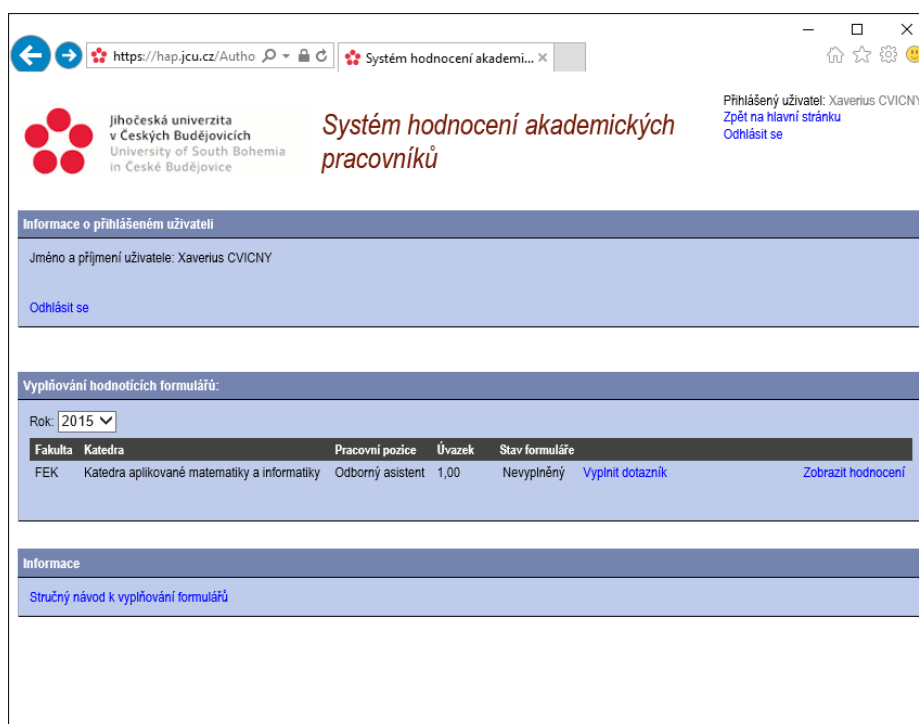 https://hap.jcu.cz/Autho
Systém hodnocení akademi...
Přihlášený uživatel: Xaverius CVICNY
Zpět na hlavní stránku
Odhlásit se
Jihočeská univerzita
v Českých Budějovicích
University of South Bohemia
in České Budějovice
Systém hodnocení akademických
pracovníků
Informace o přihlášeném uživateli
Jméno a příjmení uživatele: Xaverius CVICNY
Odhlásit se
Vyplňování hodnotících formulářů:
Rok: 2015
Fakulta Katedra Pracovní pozice Úvazek Stav formuláře
FEK Katedra aplikované matematiky a informatiky Odborný asistent 1,00 Nevyplněný Vyplnit dotazník Zobrazit hodnocení
Informace
Stručný návod k vyplňování formulářů